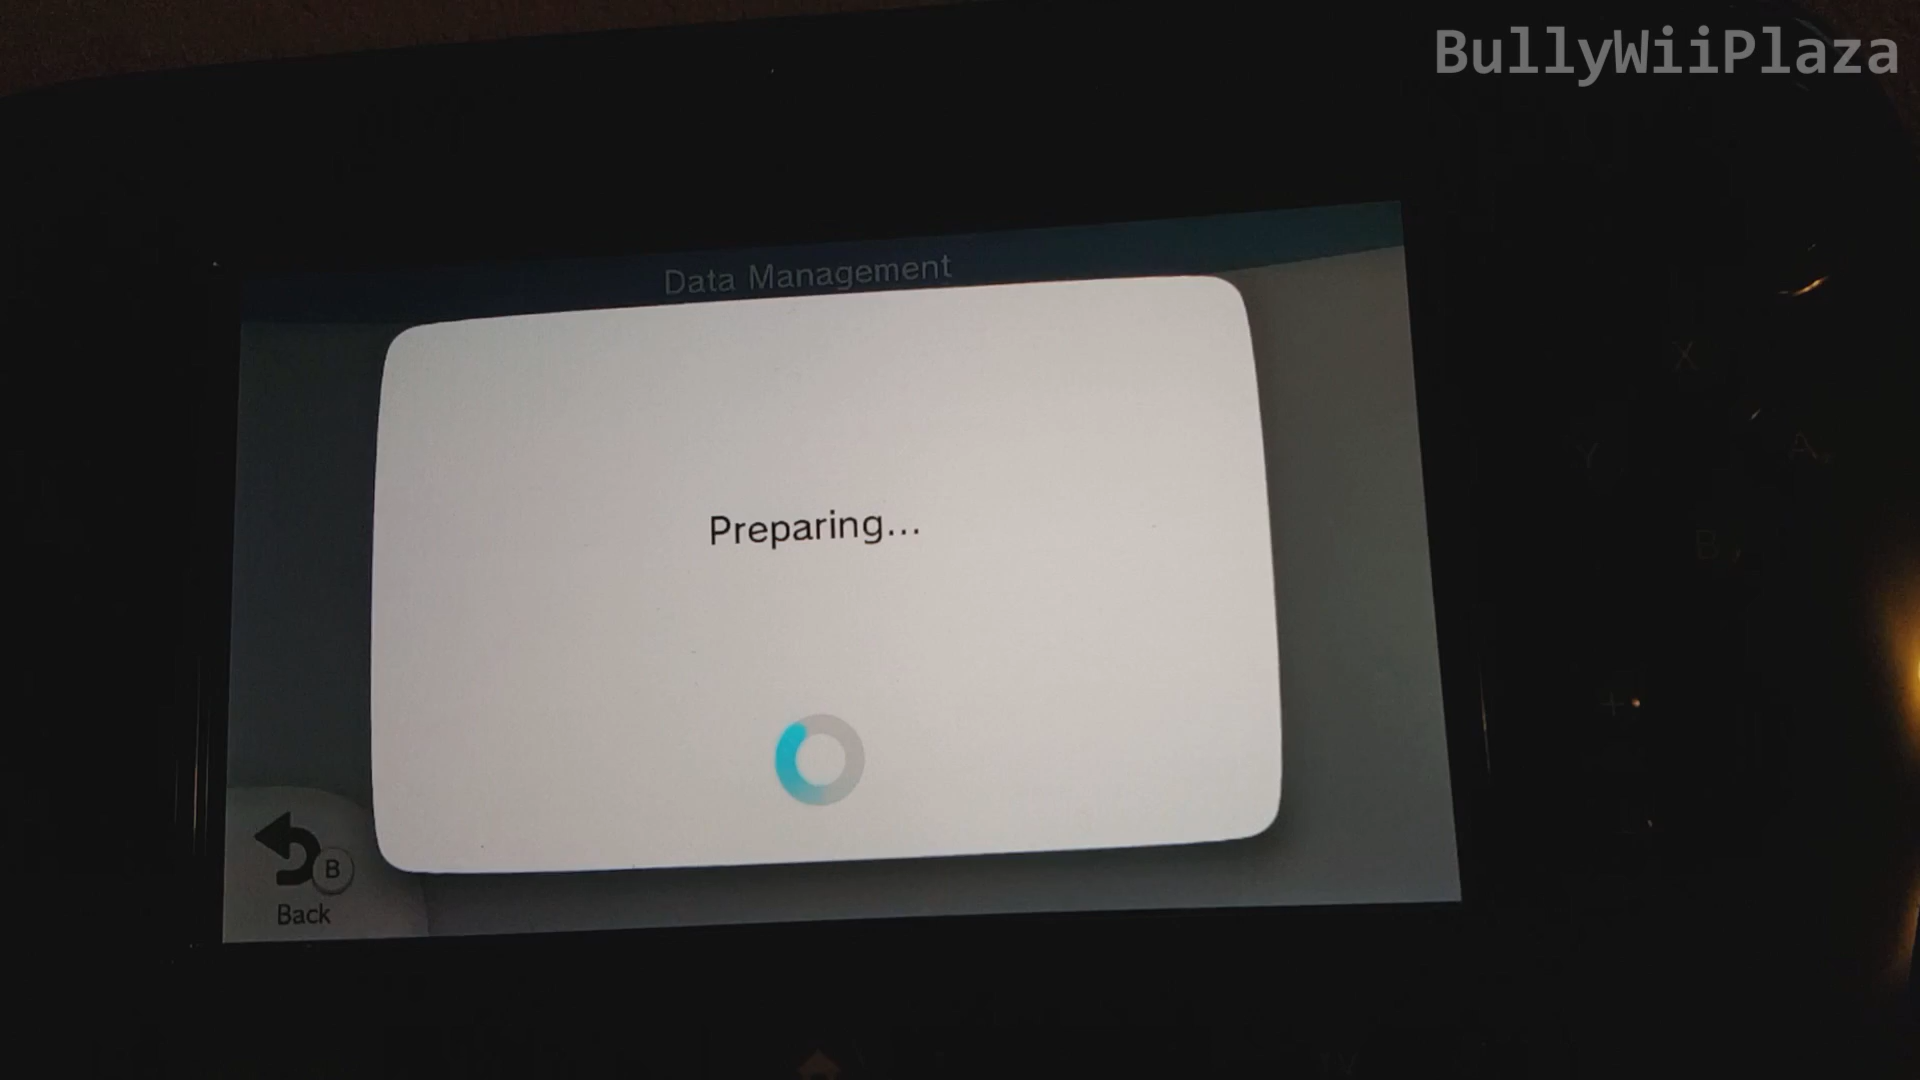 BullyWiiPlaza
Data Management
X
Y
A
Preparing...
B
+
B
Back